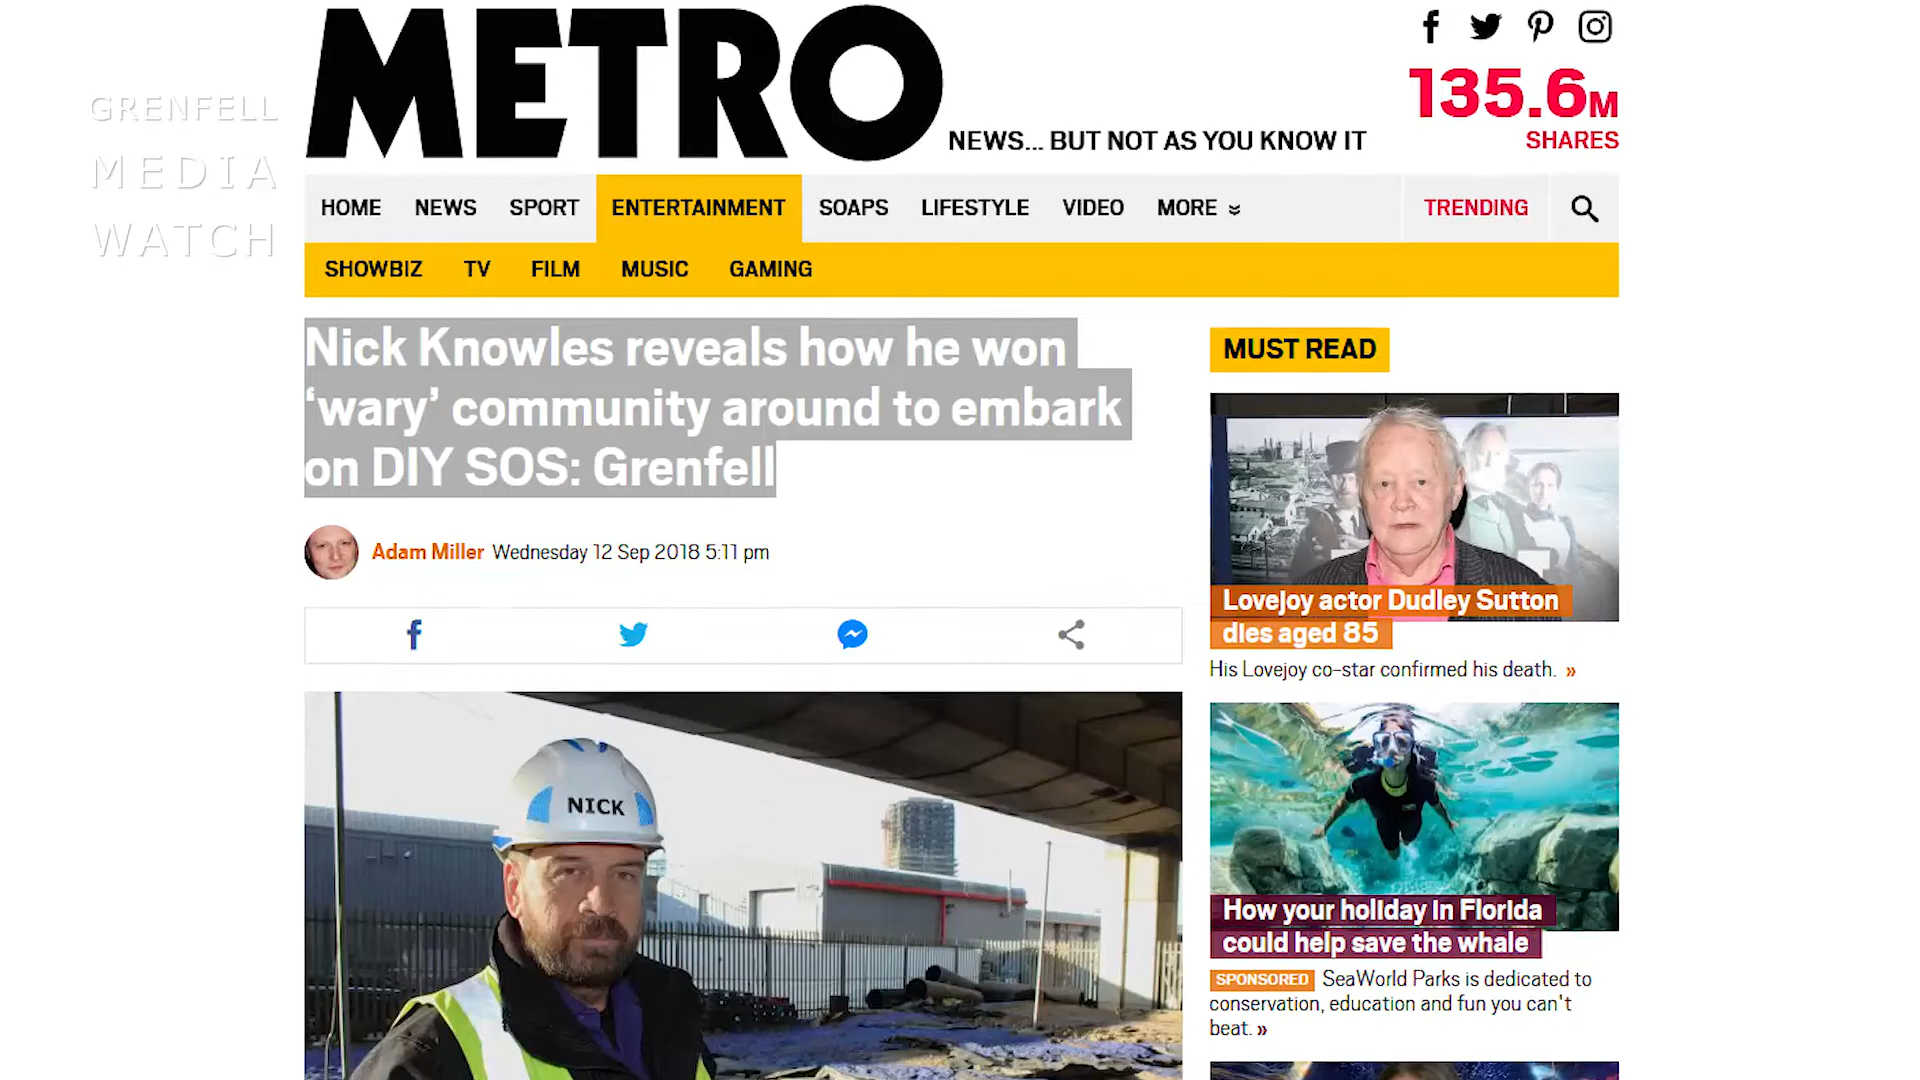 GRENFELL
MEDIA
WATCH
METRO
NEWS... BUT NOT AS YOU KNOW IT
135.6M
SHARES
HOME NEWS SPORT ENTERTAINMENT SOAPS LIFESTYLE VIDEO MORE TRENDING
SHOWBIZ TV FILM MUSIC GAMING
Nick Knowles reveals how he won
‘wary’ community around to embark
on DIY SOS: Grenfell
Adam Miller Wednesday 12 Sep 2018 5:11 pm
NICK
MUST READ
Lovejoy actor Dudley Sutton
dies aged 85
His Lovejoy co-star confirmed his death. »
How your holiday in Florida
could help save the whale
SPONSORED SeaWorld Parks is dedicated to
conservation, education and fun you can't
beat. »